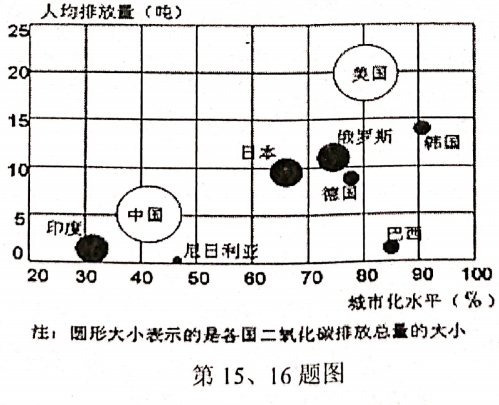 人均排放量（吨）
25
20
15
10
5
0
美国
韩国
俄罗斯
日本
德国
中国
印度
尼日利亚
巴西
20 30 40 50 60 70 80 90 100
城市化水平（%）
注：圆形大小表示的是各国二氧化碳排放总量的大小
第15、16题图